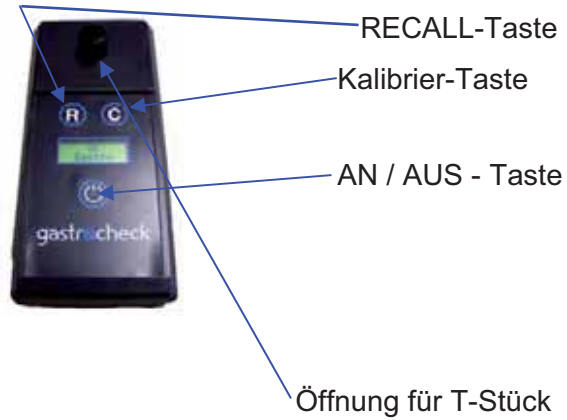 RECALL-Taste
Kalibrier-Taste
R C
AN / AUS - Taste
gastrocheck
Öffnung für T-Stück